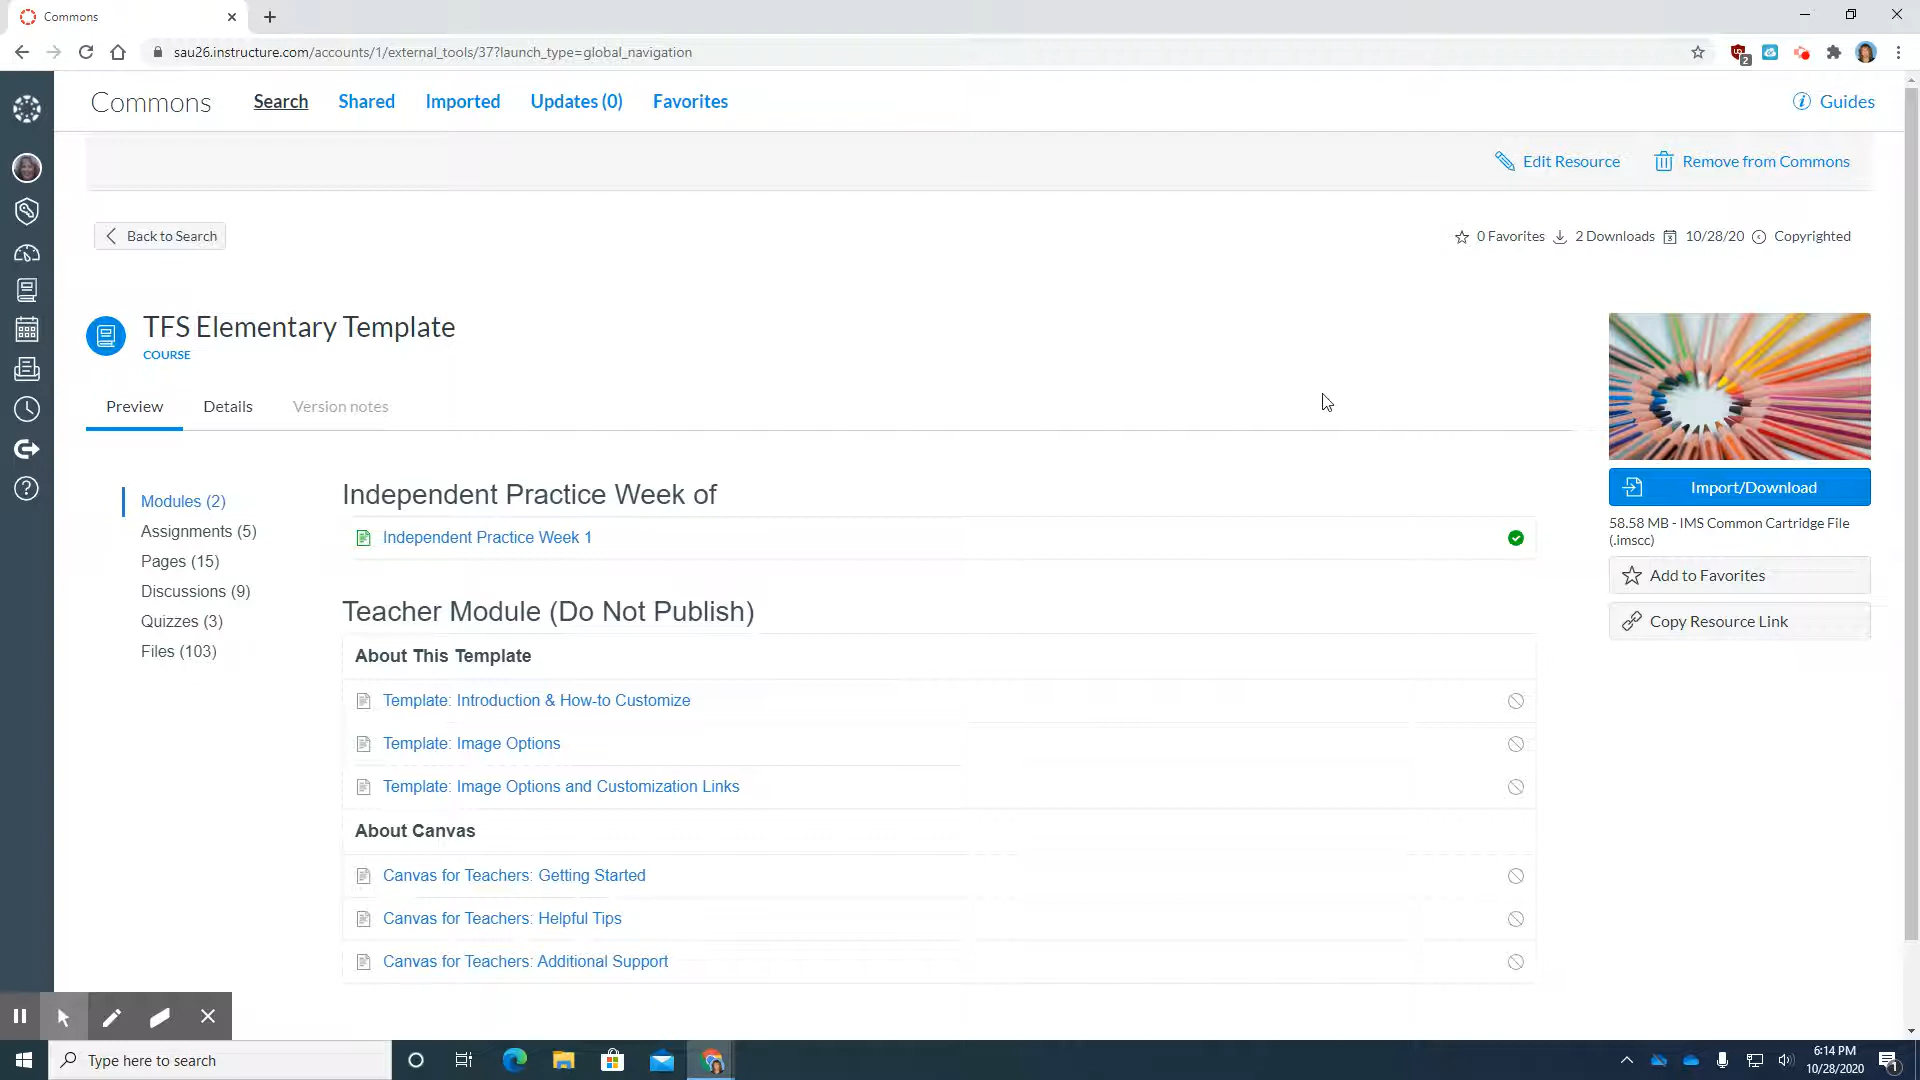 Commons
sau26.instructure.com/accounts/1/external_tools/37?launch_type=global_navigation
2
Commons
Search
Shared
Imported
Updates (0)
Favorites
Guides
Edit Resource
Remove from Commons
Back to Search
0 Favorites
2 Downloads
10/28/20
Copyrighted
TFS Elementary Template
COURSE
Preview
Details
Version notes
Modules (2)
Assignments (5)
Pages (15)
Discussions (9)
Quizzes (3)
Files (103)
Independent Practice Week of
Independent Practice Week 1
Teacher Module (Do Not Publish)
About This Template
Template: Introduction & How-to Customize
Template: Image Options
Template: Image Options and Customization Links
About Canvas
Canvas for Teachers: Getting Started
Canvas for Teachers: Helpful Tips
Canvas for Teachers: Additional Support
Import/Download
58.58 MB - IMS Common Cartridge File
(.imscc)
Add to Favorites
Copy Resource Link
Type here to search
6:14 PM
10/28/2020
1